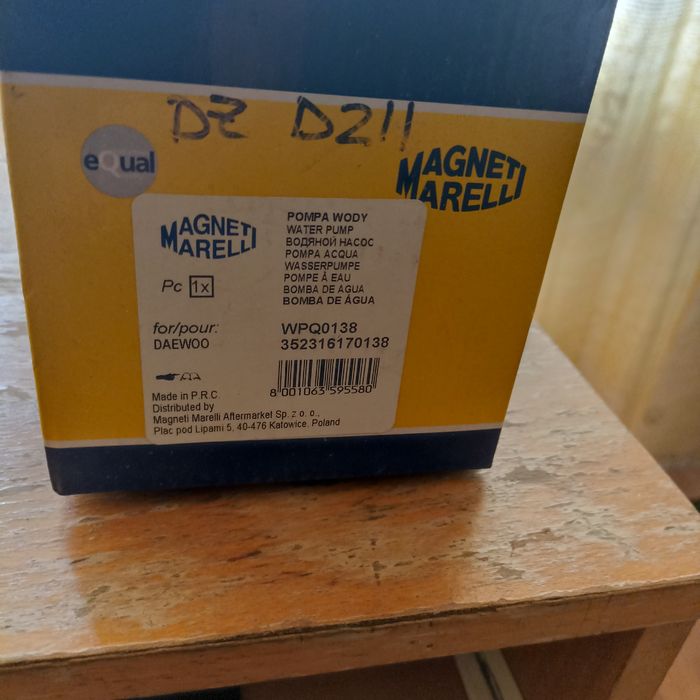 DZ D211
eQual
MAGNETI
MARELLI
MAGNETI
MARELLI
POMPA WODY
WATER PUMP
ВОДЯНОЙ НАСОС
POMPA ACQUA
WASSERPUMPE
POMPE À EAU
BOMBA DE AGUA
BOMBA DE ÁGUA
Pc 1x
for/pour: WPQ0138
DAEWOO 352316170138
8 001063 595580
Made in P.R.C.
Distributed by
Magneti Marelli Aftermarket Sp. z o. o.,
Plac pod Lipami 5, 40-476 Katowice, Poland